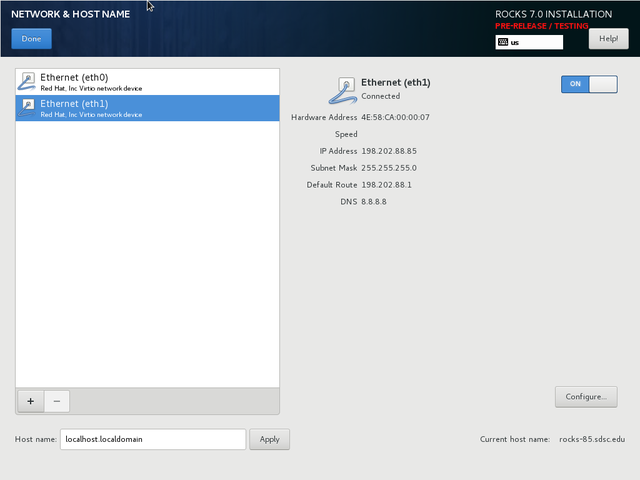 NETWORK & HOST NAME
ROCKS 7.0 INSTALLATION
PRE-RELEASE / TESTING
Done
us
Help!
Ethernet (eth0)
Red Hat, Inc Virtio network device
Ethernet (eth1)
Red Hat, Inc Virtio network device
Ethernet (eth1)
Connected
ON
Hardware Address 4E:58:CA:00:00:07
Speed
IP Address 198.202.88.85
Subnet Mask 255.255.255.0
Default Route 198.202.88.1
DNS 8.8.8.8
+ −
Configure...
Host name: localhost.localdomain Apply
Current host name: rocks-85.sdsc.edu